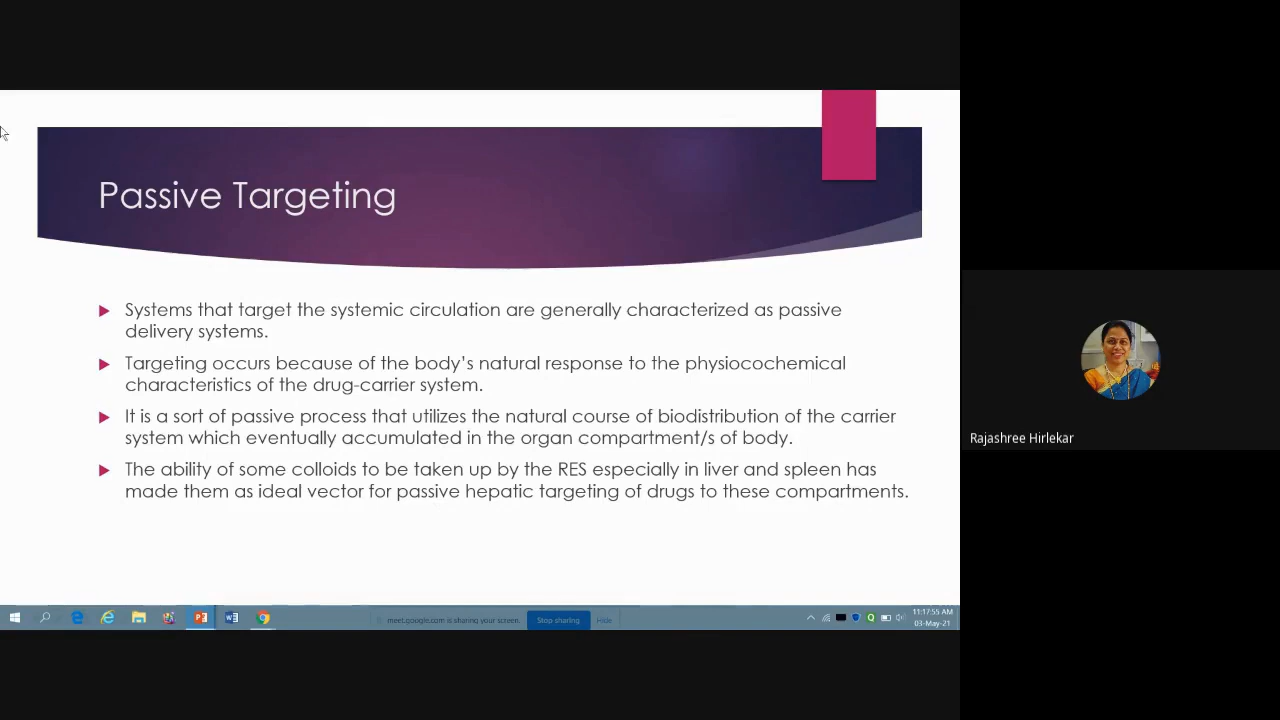 Passive Targeting
Systems that target the systemic circulation are generally characterized as passive
delivery systems.
Targeting occurs because of the body's natural response to the physiocochemical
characteristics of the drug-carrier system.
It is a sort of passive process that utilizes the natural course of biodistribution of the carrier
system which eventually accumulated in the organ compartment/s of body.
The ability of some colloids to be taken up by the RES especially in liver and spleen has
made them as ideal vector for passive hepatic targeting of drugs to these compartments.
Rajashree Hirlekar
meet.google.com is sharing your screen.
Stop sharing
Hide
11:17:55 AM
03-May-21